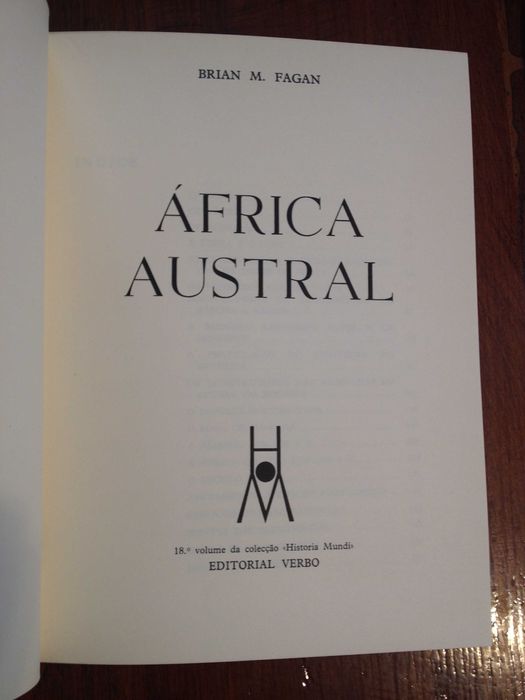 BRIAN M. FAGAN
ÁFRICA
AUSTRAL
18.º volume da colecção «Historia Mundi»
EDITORIAL VERBO